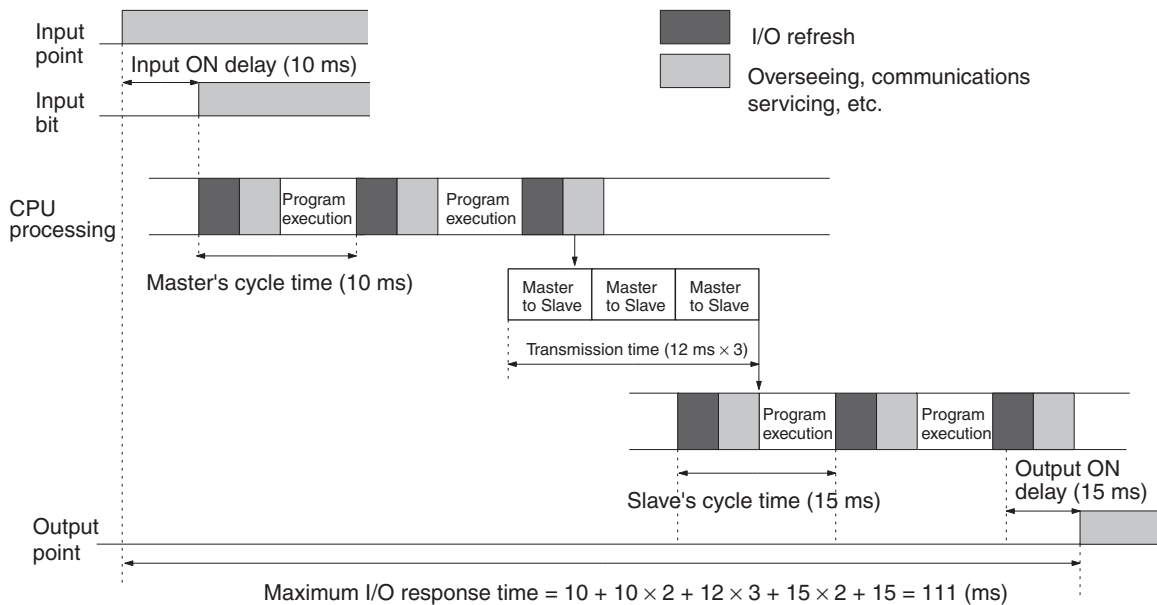 Input
point
Input ON delay (10 ms)
I/O refresh
Overseeing, communications
servicing, etc.
Input
bit
CPU
processing
Program
execution
Program
execution
Master's cycle time (10 ms)
Master
to Slave
Master
to Slave
Master
to Slave
Transmission time (12 ms × 3)
Program
execution
Program
execution
Slave's cycle time (15 ms)
Output ON
delay (15 ms)
Output
point
Maximum I/O response time = 10 + 10 × 2 + 12 × 3 + 15 × 2 + 15 = 111 (ms)